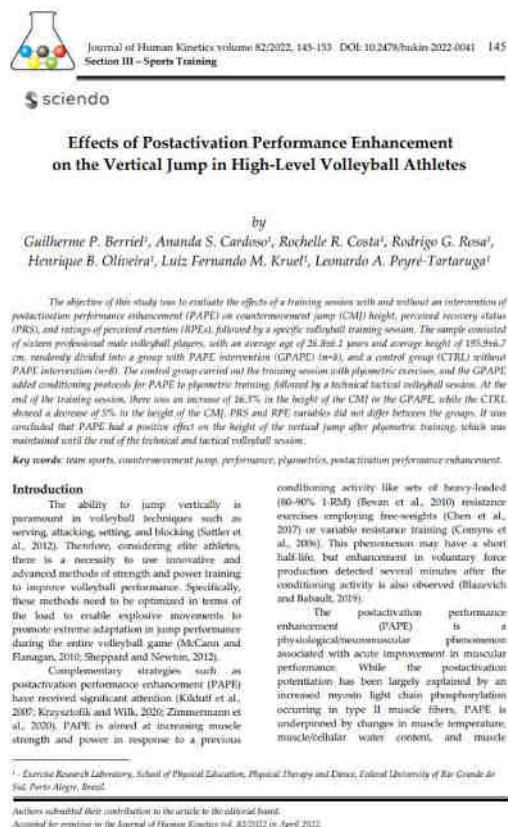 Journal of Human Kinetics volume 82/2022, 145-153 DOI: 10.2478/hukin-2022-0041 145
Section III – Sports Training
sciendo
Effects of Postactivation Performance Enhancement
on the Vertical Jump in High-Level Volleyball Athletes
by
Guilherme P. Berriel¹, Ananda S. Cardoso¹, Rochelle R. Costa¹, Rodrigo G. Rosa¹,
Henrique B. Oliveira¹, Luiz Fernando M. Kruel¹, Leonardo A. Peyré-Tartaruga¹
The objective of this study was to evaluate the effects of a training session with and without an intervention of
postactivation performance enhancement (PAPE) on countermovement jump (CMJ) height, perceived recovery status
(PRS), and ratings of perceived exertion (RPEs), followed by a specific volleyball training session. The sample consisted
of sixteen professional male volleyball players, with an average age of 26.8±6.1 years and average height of 195.9±6.7
cm, randomly divided into a group with PAPE intervention (GPAPE) (n=8), and a control group (CTRL) without
PAPE intervention (n=8). The control group carried out the training session with plyometric exercises, and the GPAPE
added conditioning protocols for PAPE to plyometric training, followed by a technical tactical volleyball session. At the
end of the training session, there was an increase of 16.3% in the height of the CMJ in the GPAPE, while the CTRL
showed a decrease of 5% in the height of the CMJ. PRS and RPE variables did not differ between the groups. It was
concluded that PAPE had a positive effect on the height of the vertical jump after plyometric training, which was
maintained until the end of the technical and tactical volleyball session.
Key words: team sports, countermovement jump, performance, plyometrics, postactivation performance enhancement.
Introduction
The ability to jump vertically is
paramount in volleyball techniques such as
serving, attacking, setting, and blocking (Sattler et
al., 2012). Therefore, considering elite athletes,
there is a necessity to use innovative and
advanced methods of strength and power training
to improve volleyball performance. Specifically,
these methods need to be optimized in terms of
the load to enable explosive movements to
promote extreme adaptation in jump performance
during the entire volleyball game (McCann and
Flanagan, 2010; Sheppard and Newton, 2012).
Complementary strategies such as
postactivation performance enhancement (PAPE)
have received significant attention (Kilduff et al.,
2007; Krzysztofik and Wilk, 2020; Zimmermann et
al., 2020). PAPE is aimed at increasing muscle
strength and power in response to a previous
conditioning activity like sets of heavy-loaded
(80-90% 1-RM) (Bevan et al., 2010) resistance
exercises employing free-weights (Chen et al.,
2017) or variable resistance training (Comyns et
al., 2006). This phenomenon may have a short
half-life, but enhancement in voluntary force
production detected several minutes after the
conditioning activity is also observed (Blazevich
and Babault, 2019).
The postactivation performance
enhancement (PAPE) is a
physiological/neuromuscular phenomenon
associated with acute improvement in muscular
performance. While the postactivation
potentiation has been largely explained by an
increased myosin light chain phosphorylation
occurring in type II muscle fibers, PAPE is
underpinned by changes in muscle temperature,
muscle/cellular water content, and muscle
¹ - Exercise Research Laboratory, School of Physical Education, Physical Therapy and Dance, Federal University of Rio Grande do
Sul, Porto Alegre, Brazil.
Authors submitted their contribution to the article to the editorial board.
Accepted for printing in the Journal of Human Kinetics vol. 82/2022 in April 2022.